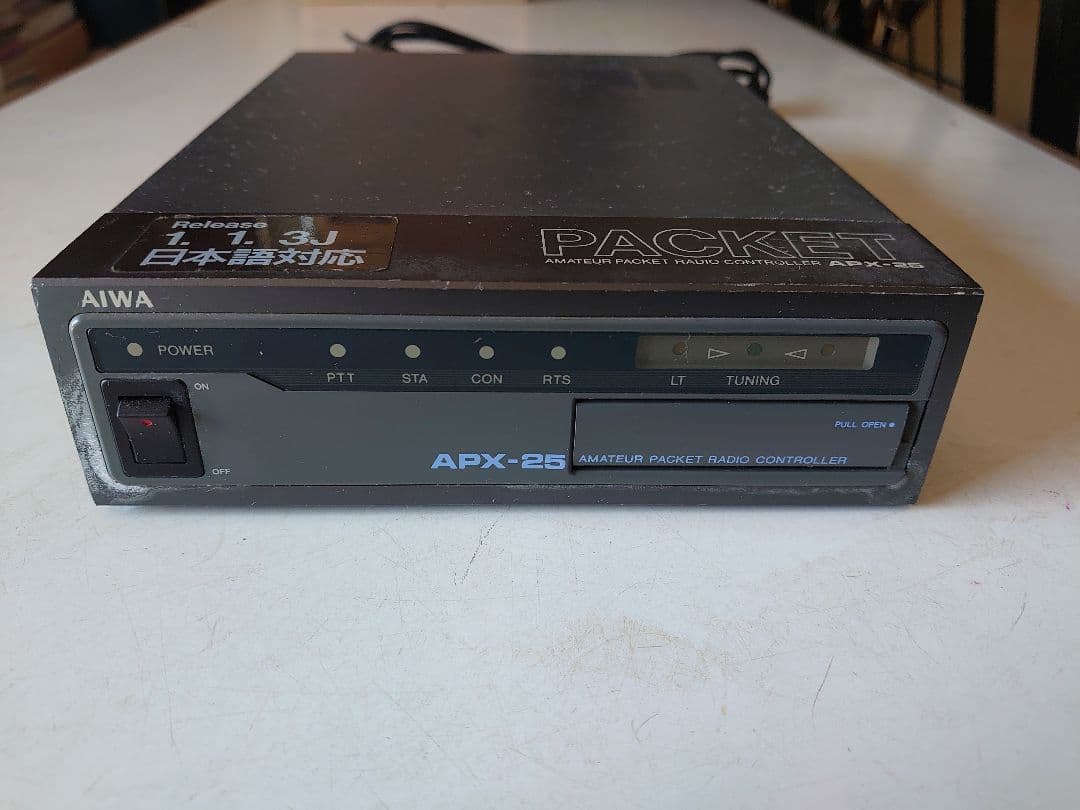 Release
1. 1. 3J
日本語対応
PACKET
AMATEUR PACKET RADIO CONTROLLER APX-25
AIWA
POWER
PTT STA CON RTS LT TUNING
ON
OFF
PULL OPEN
APX-25 AMATEUR PACKET RADIO CONTROLLER